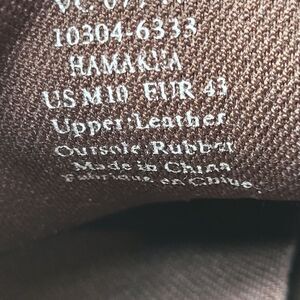 10304-6333
HAMAKUA
US M10 EUR 43
Upper:Leather
Outsole:Rubber
Made in China
Fabriqué en Chine